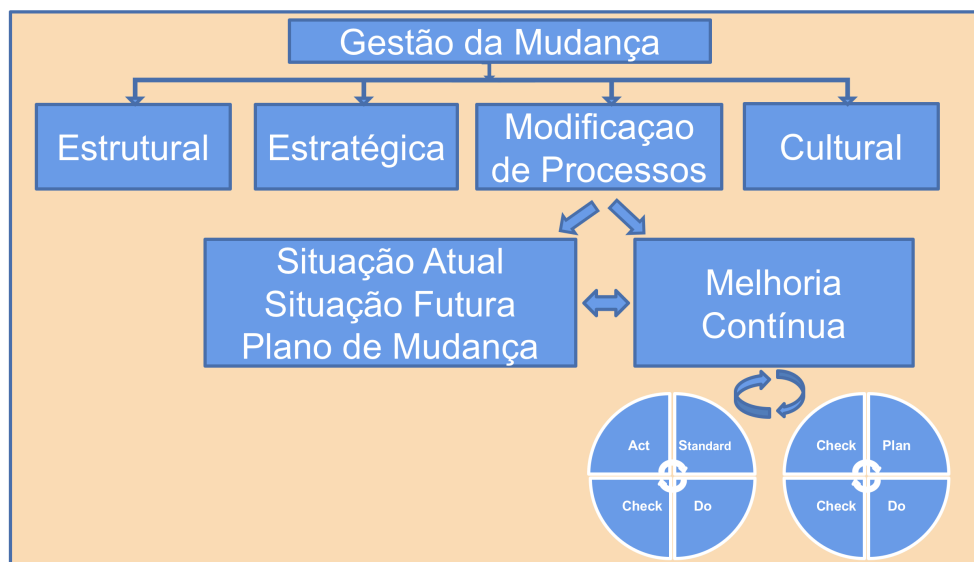 Gestão da Mudança
Estrutural
Estratégica
Modificaçao
de Processos
Cultural
Situação Atual
Situação Futura
Plano de Mudança
Melhoria
Contínua
Act
Standard
Check
Do
Check
Plan
Check
Do